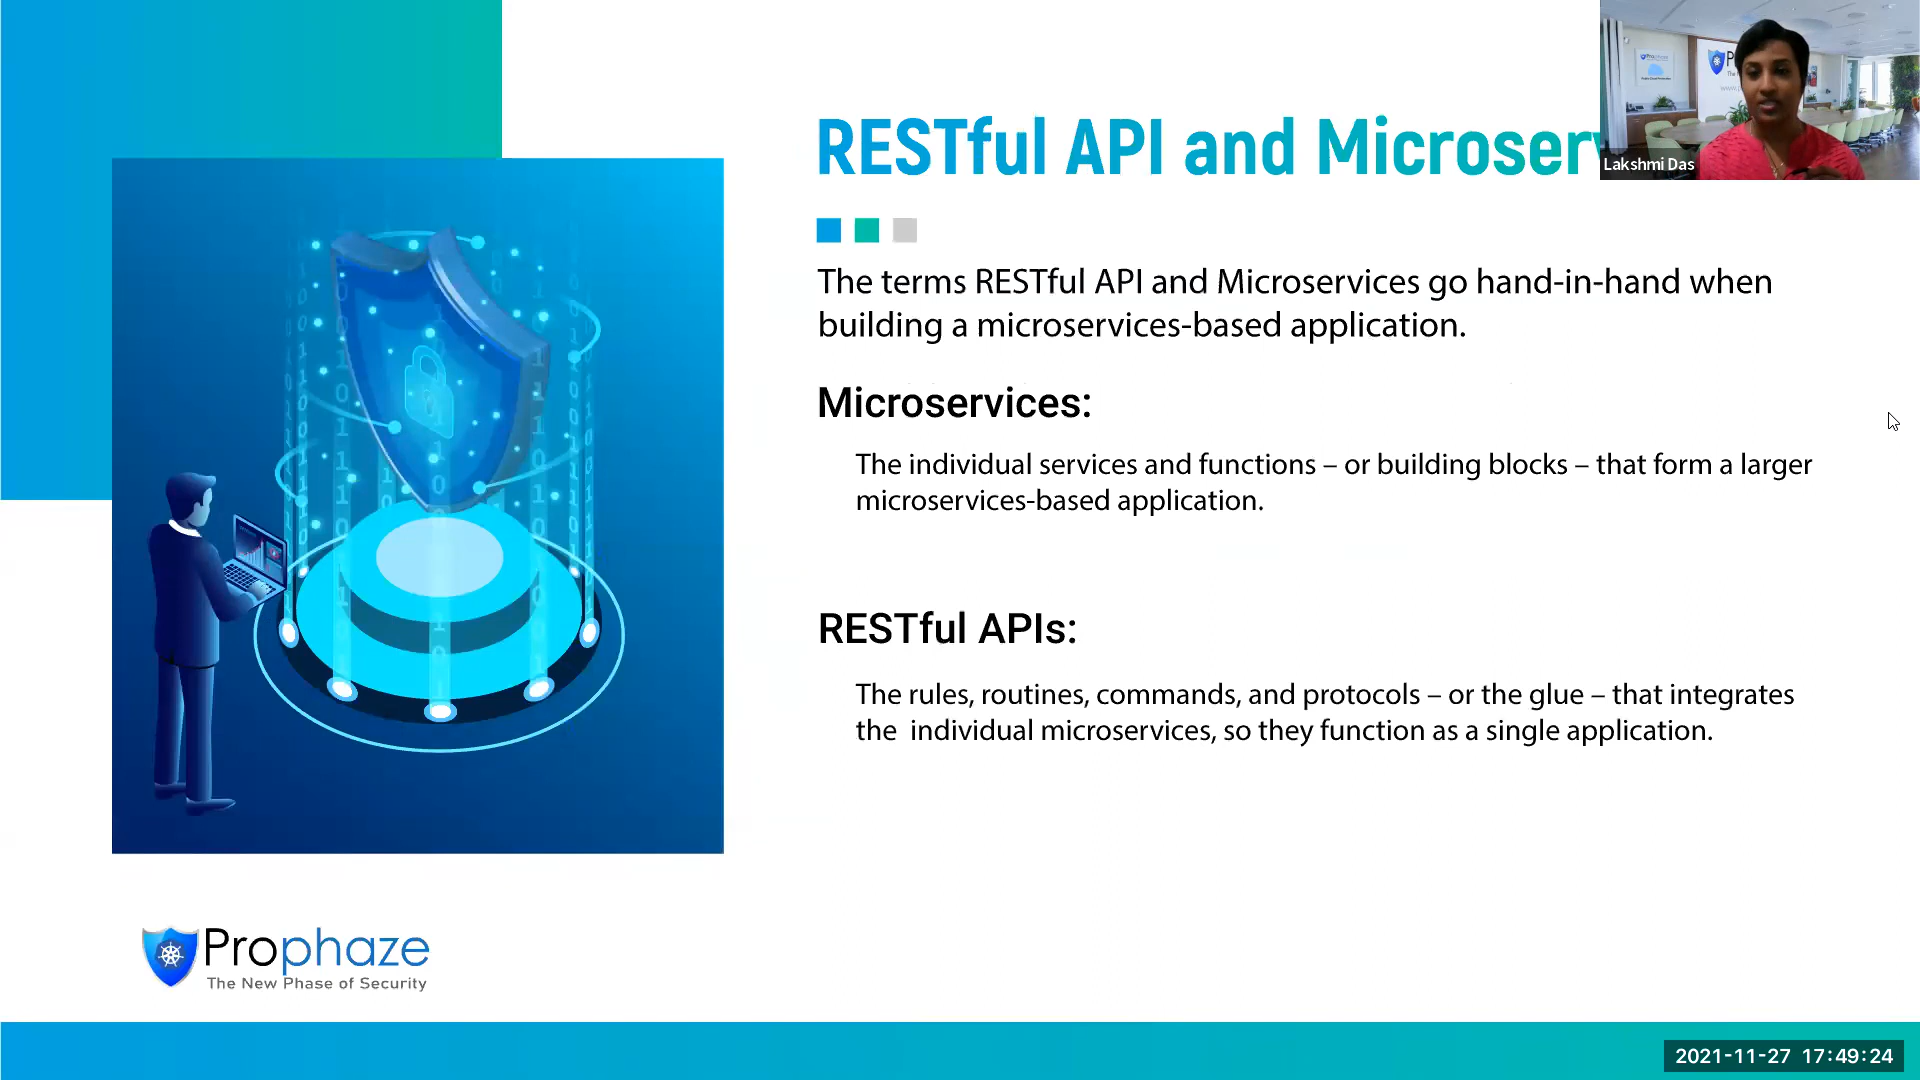 RESTful API and Microser
Lakshmi Das
The terms RESTful API and Microservices go hand-in-hand when
building a microservices-based application.
Microservices:
The individual services and functions – or building blocks – that form a larger
microservices-based application.
RESTful APIs:
The rules, routines, commands, and protocols – or the glue – that integrates
the individual microservices, so they function as a single application.
Prophaze
The New Phase of Security
2021-11-27 17:49:24